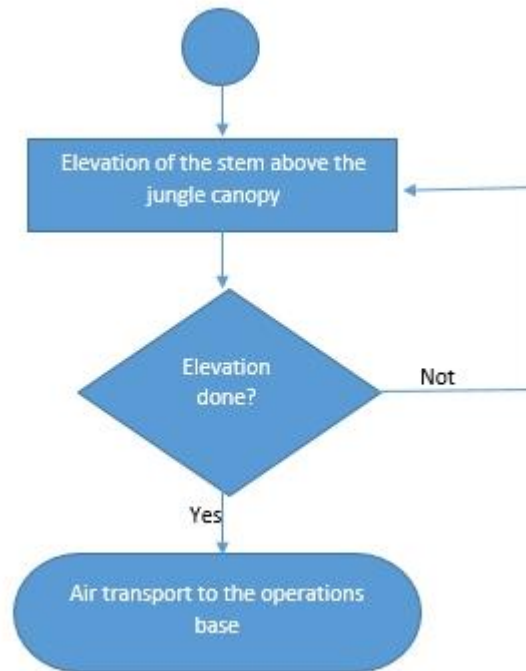 Elevation of the stem above the
jungle canopy
Elevation
done?
Not
Yes
Air transport to the operations
base